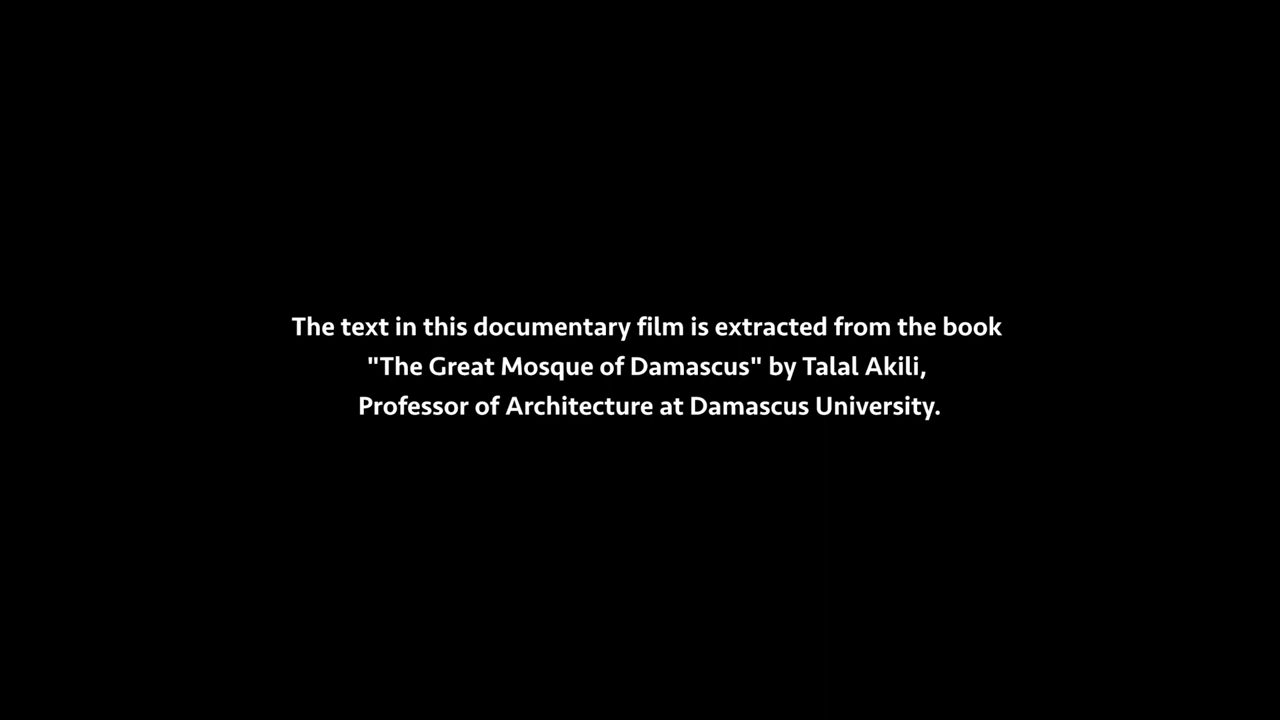 The text in this documentary film is extracted from the book
"The Great Mosque of Damascus" by Talal Akili,
Professor of Architecture at Damascus University.